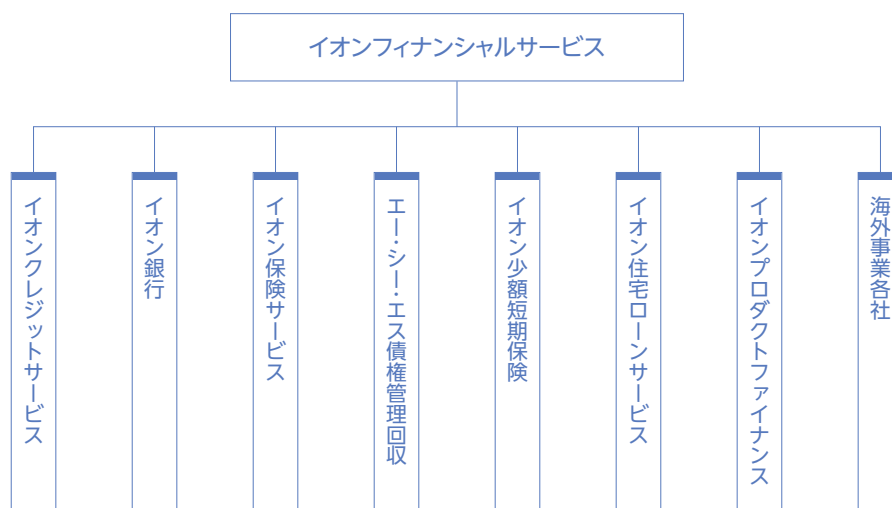 イオンフィナンシャルサービス
イオンクレジットサービス
イオン銀行
イオン保険サービス
エー・シー・エス債権管理回収
イオン少額短期保険
イオン住宅ローンサービス
イオンプロダクトファイナンス
海外事業各社